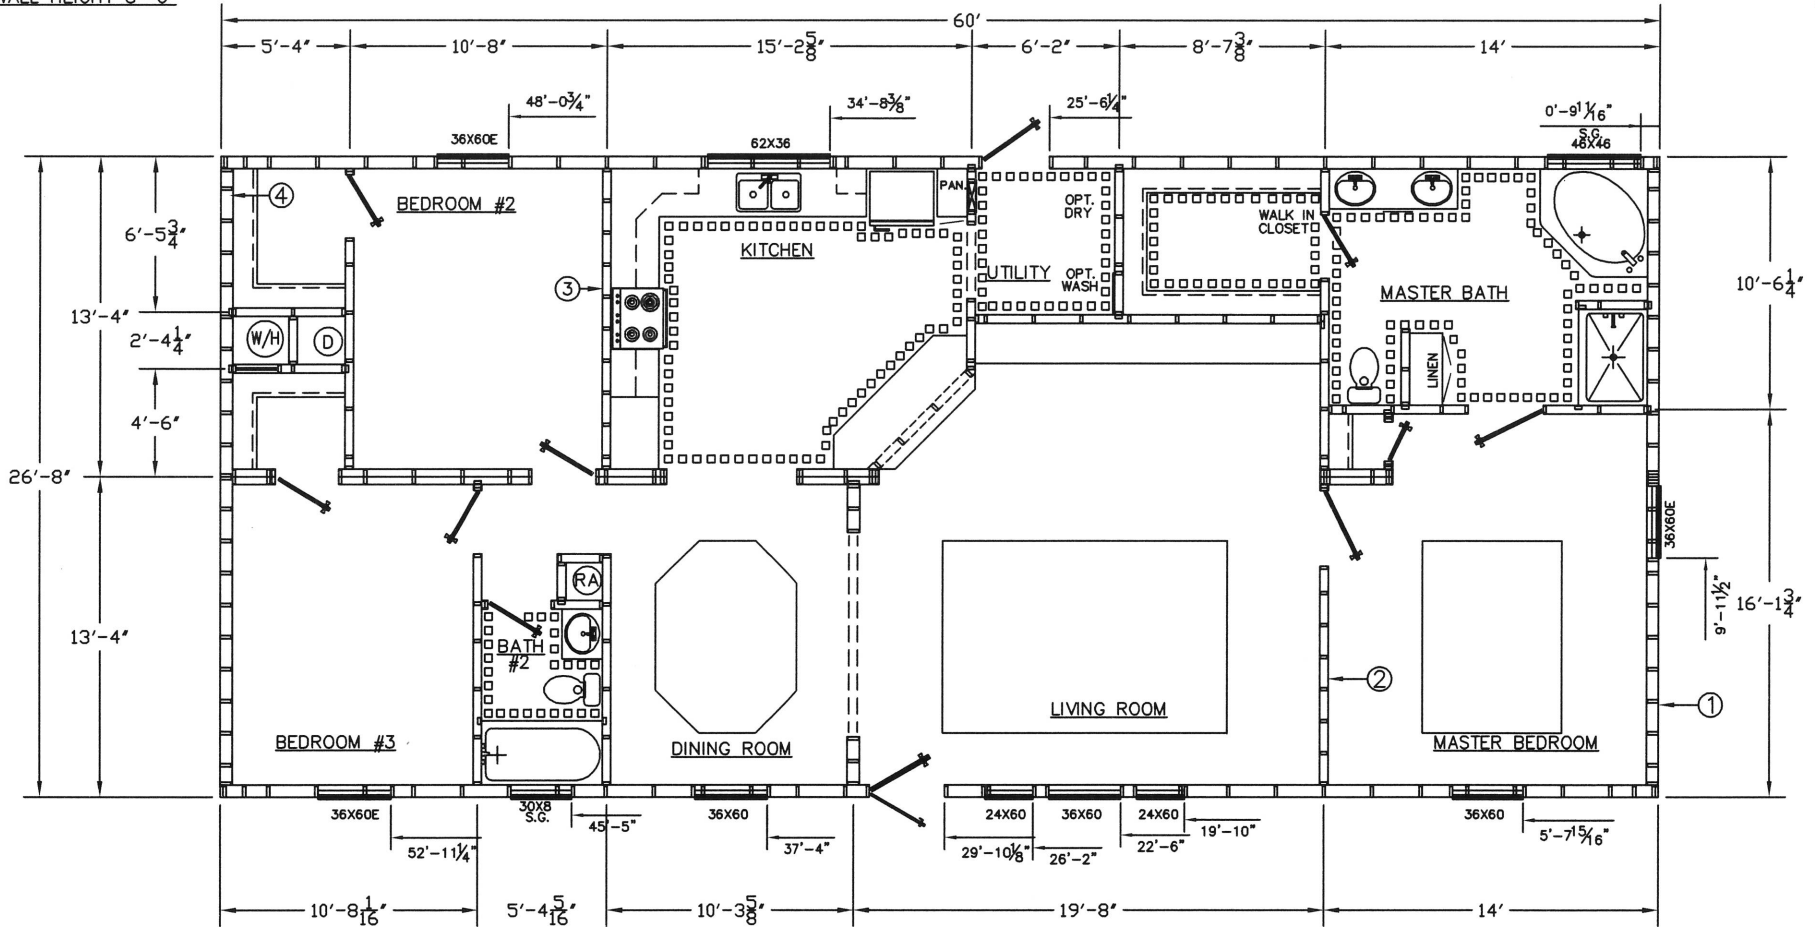 60'
5'-4" 10'-8" 15'-2 5/8" 6'-2" 8'-7 3/8" 14'
48'-0 3/4" 34'-8 3/8" 25'-6 1/4" 0'-9 11/16"
36X60E 62X36 S.G.
46X46
④ BEDROOM #2 PAN. OPT.
DRY WALK IN
CLOSET
6'-5 3/4" KITCHEN
UTILITY OPT.
WASH
③ MASTER BATH 10'-6 1/4"
13'-4" 2'-4 1/4" W/H D
LINEN
4'-6"
26'-8"
36X60E
RA
9'-11 1/2" 16'-1 3/4"
13'-4"
BATH
#2
②
LIVING ROOM ①
BEDROOM #3 DINING ROOM MASTER BEDROOM
36X60E 30X8
S.G. 36X60 24X60 36X60 24X60 36X60
52'-11 1/4" 45'-5" 37'-4" 29'-10 1/8" 26'-2" 22'-6" 19'-10" 5'-7 15/16"
10'-8 1/16" 5'-4 5/16" 10'-3 5/8" 19'-8" 14'